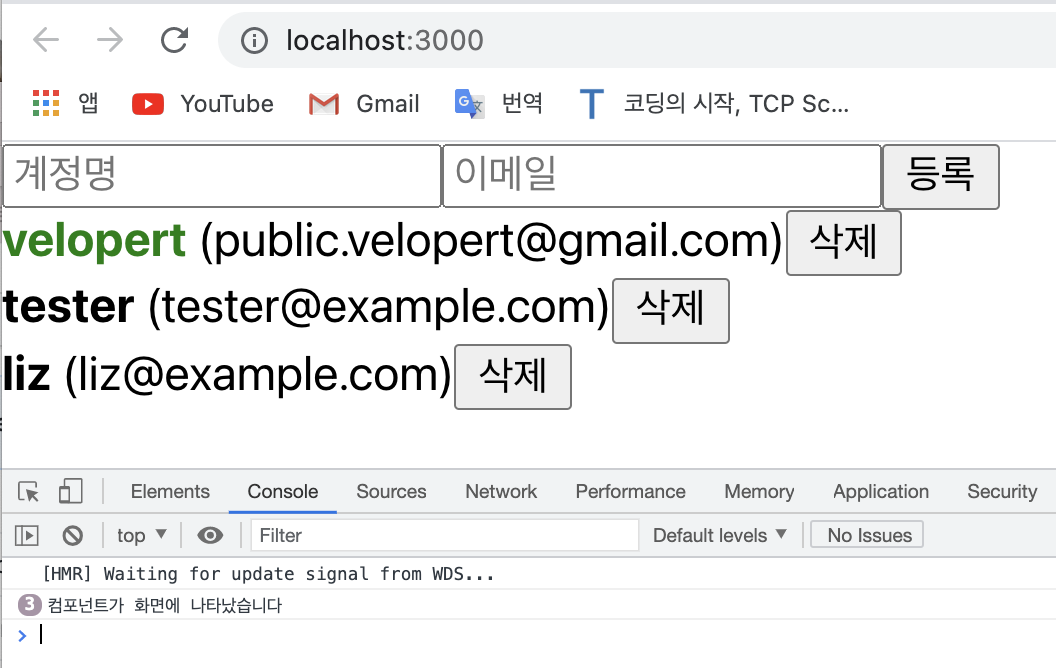 localhost:3000
앱 YouTube Gmail 번역 코딩의 시작, TCP Sc...
계정명 이메일 등록
velopert (public.velopert@gmail.com) 삭제
tester (tester@example.com) 삭제
liz (liz@example.com) 삭제
Elements Console Sources Network Performance Memory Application Security
top Filter Default levels No Issues
[HMR] Waiting for update signal from WDS...
3 컴포넌트가 화면에 나타났습니다